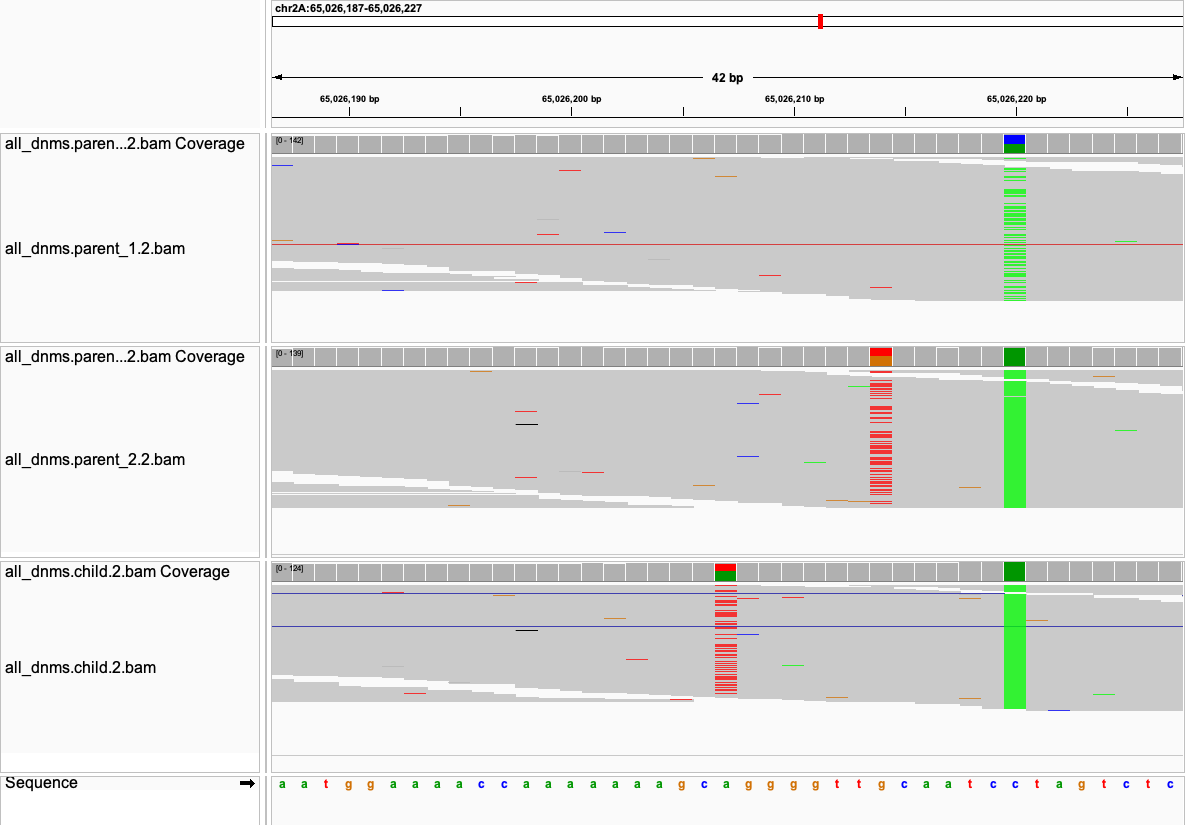 chr2A:65,026,187-65,026,227
42 bp
65,026,190 bp 65,026,200 bp 65,026,210 bp 65,026,220 bp
all_dnms.paren...2.bam Coverage
[0 - 142]
all_dnms.parent_1.2.bam
all_dnms.paren...2.bam Coverage
[0 - 139]
all_dnms.parent_2.2.bam
all_dnms.child.2.bam Coverage
[0 - 124]
all_dnms.child.2.bam
Sequence a a t g g a a a a c c a a a a a a a g c a g g g g t t g c a a t c c t a g t c t c